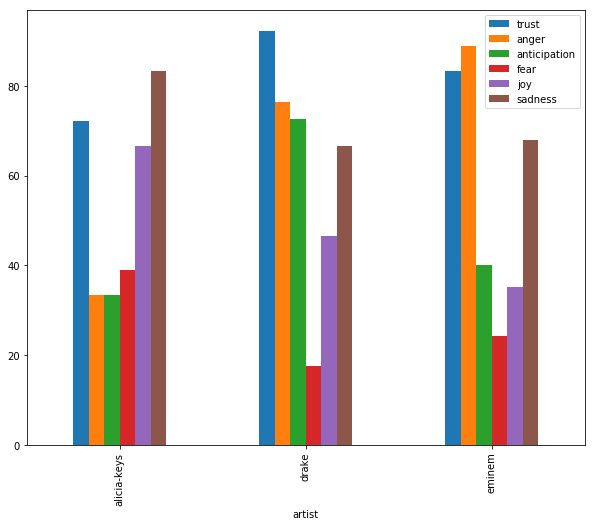 trust
anger
anticipation
fear
joy
sadness
80
60
40
20
0
alicia-keys
drake
eminem
artist